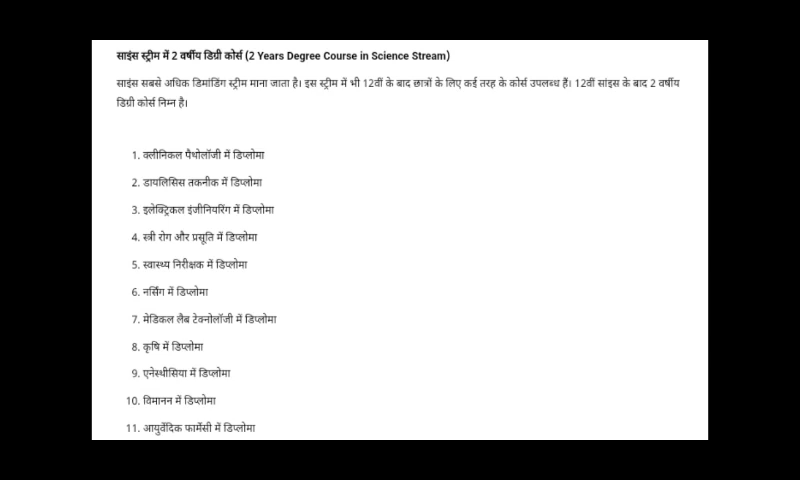 साइंस स्ट्रीम में 2 वर्षीय डिग्री कोर्स (2 Years Degree Course in Science Stream)
साइंस सबसे अधिक डिमांडिंग स्ट्रीम माना जाता है। इस स्ट्रीम में भी 12वीं के बाद छात्रों के लिए कई तरह के कोर्स उपलब्ध हैं। 12वीं सांइस के बाद 2 वर्षीय
डिग्री कोर्स निम्न है।
1. क्लीनिकल पैथोलॉजी में डिप्लोमा
2. डायलिसिस तकनीक में डिप्लोमा
3. इलेक्ट्रिकल इंजीनियरिंग में डिप्लोमा
4. स्त्री रोग और प्रसूति में डिप्लोमा
5. स्वास्थ्य निरीक्षक में डिप्लोमा
6. नर्सिंग में डिप्लोमा
7. मेडिकल लैब टेक्नोलॉजी में डिप्लोमा
8. कृषि में डिप्लोमा
9. एनेस्थीसिया में डिप्लोमा
10. विमानन में डिप्लोमा
11. आयुर्वेदिक फार्मेसी में डिप्लोमा